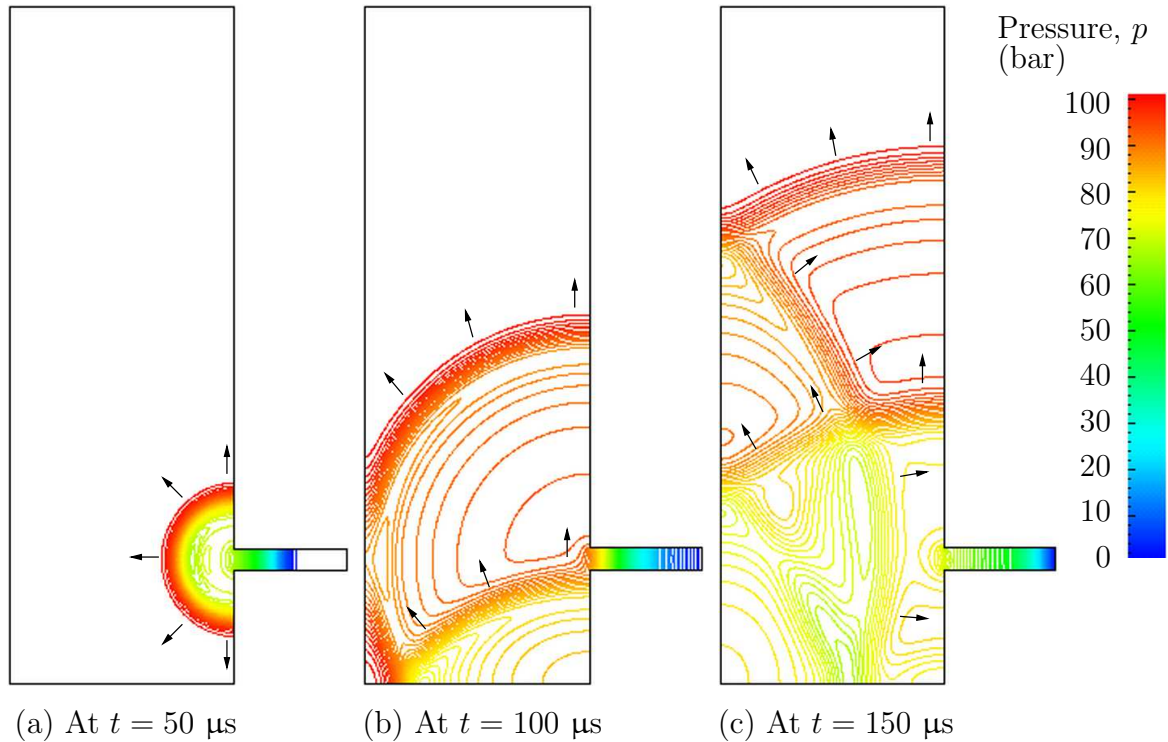 Pressure, p
(bar)
100
90
80
70
60
50
40
30
20
10
0
(a) At t = 50 μs
(b) At t = 100 μs
(c) At t = 150 μs